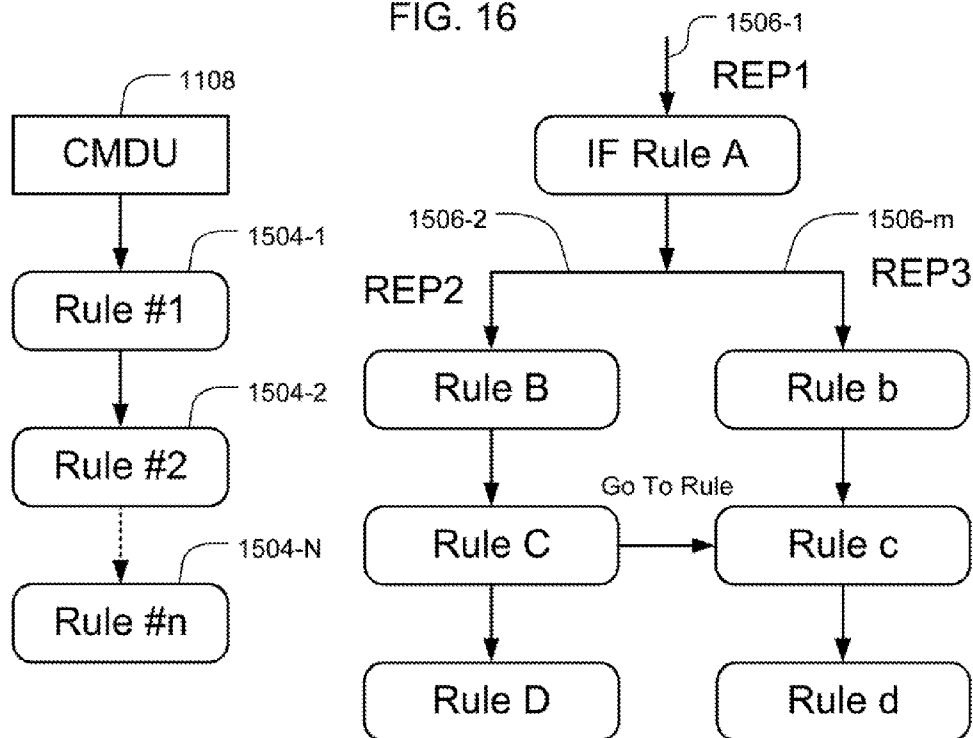 FIG. 16
1108
CMDU
1504-1
Rule #1
1504-2
Rule #2
1504-N
Rule #n
1506-1
REP1
IF Rule A
1506-2
1506-m
REP2
REP3
Rule B
Rule b
Go To Rule
Rule C
Rule c
Rule D
Rule d